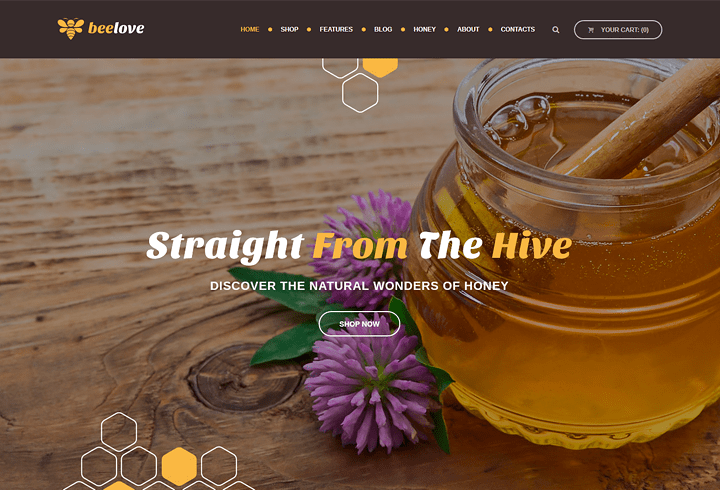 beelove
HOME SHOP FEATURES BLOG HONEY ABOUT CONTACTS YOUR CART: (0)
Straight From The Hive
DISCOVER THE NATURAL WONDERS OF HONEY
SHOP NOW